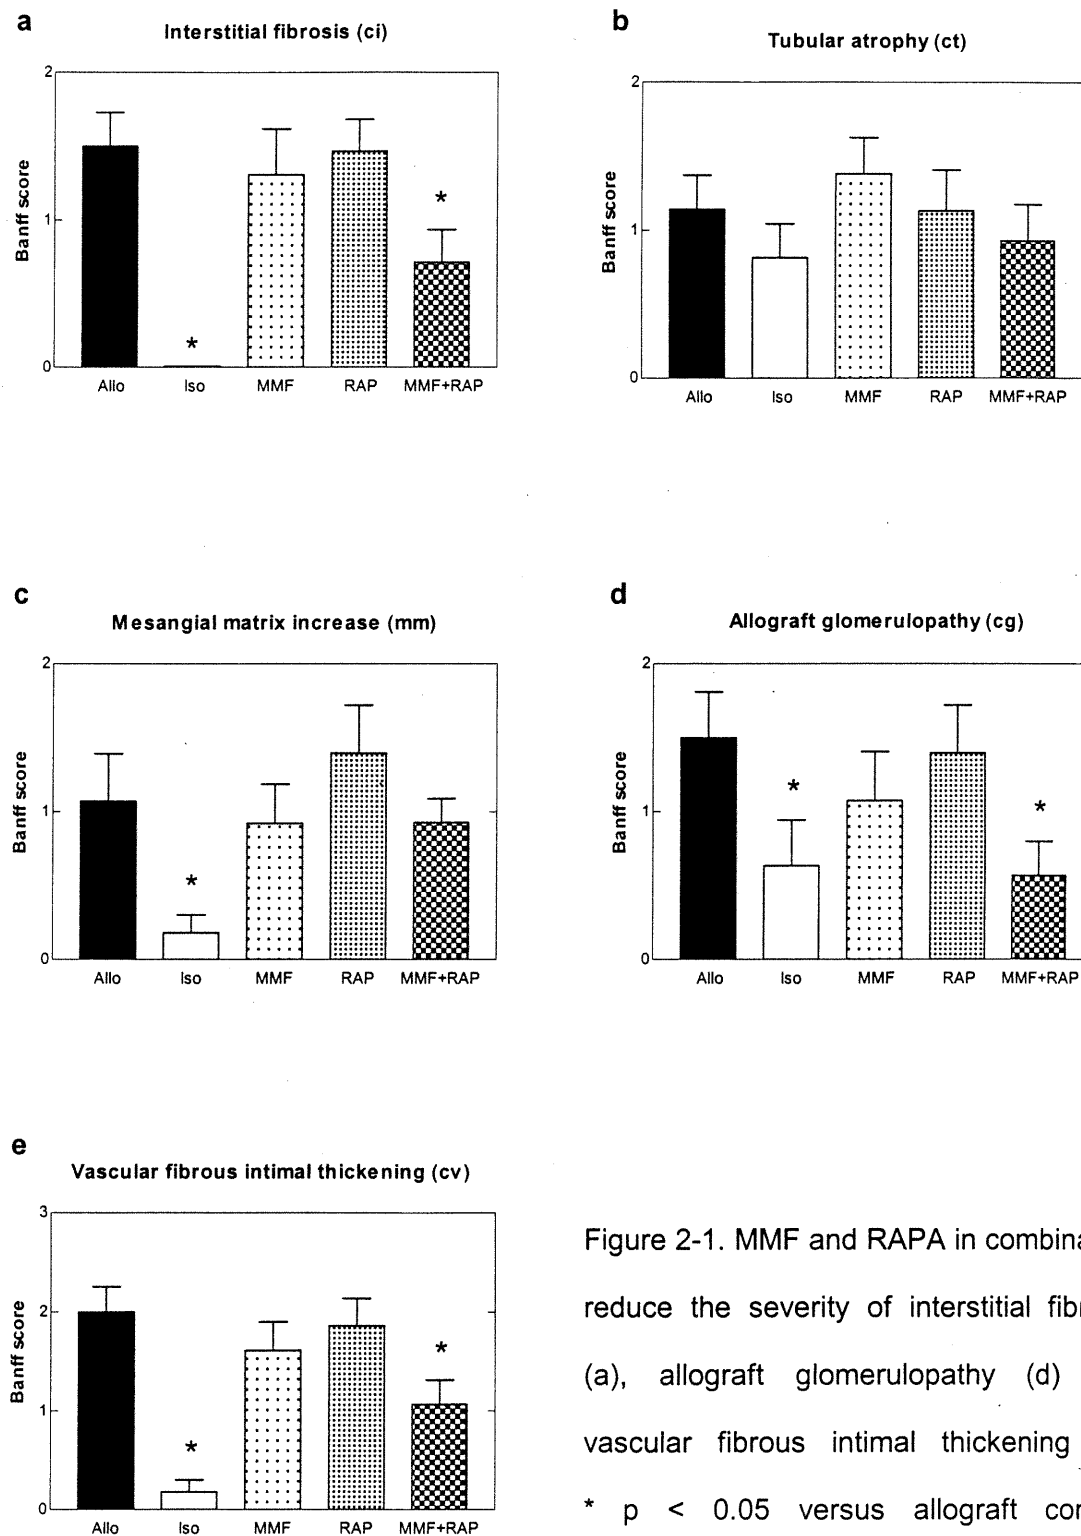 a
Interstitial fibrosis (ci)
2
1
0
Banff score
*
*
Allo Iso MMF RAP MMF+RAP
b
Tubular atrophy (ct)
2
1
0
Banff score
Allo Iso MMF RAP MMF+RAP
c
Mesangial matrix increase (mm)
2
1
0
Banff score
*
Allo Iso MMF RAP MMF+RAP
d
Allograft glomerulopathy (cg)
2
1
0
Banff score
*
*
Allo Iso MMF RAP MMF+RAP
e
Vascular fibrous intimal thickening (cv)
3
2
1
0
Banff score
*
*
Allo Iso MMF RAP MMF+RAP
Figure 2-1. MMF and RAPA in combina
reduce the severity of interstitial fibr
(a), allograft glomerulopathy (d)
vascular fibrous intimal thickening
* p < 0.05 versus allograft con